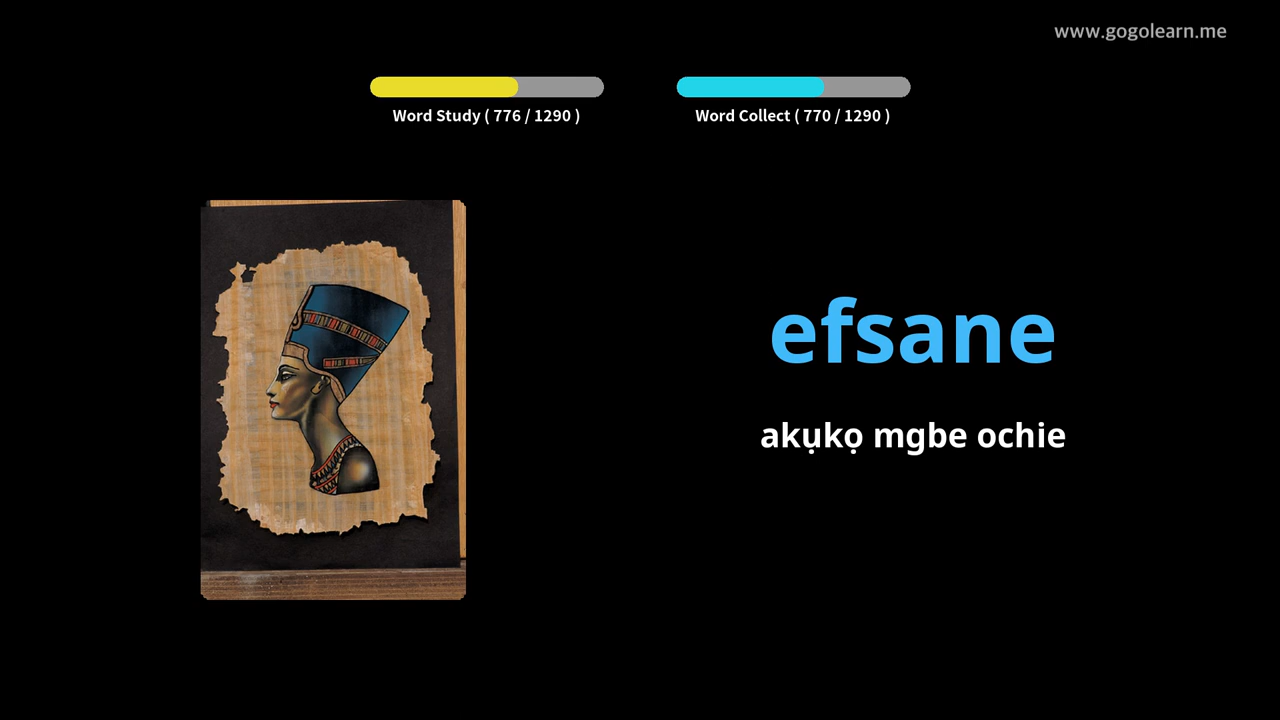 www.gogolearn.me
Word Study ( 776 / 1290 )
Word Collect ( 770 / 1290 )
efsane
akụkọ mgbe ochie